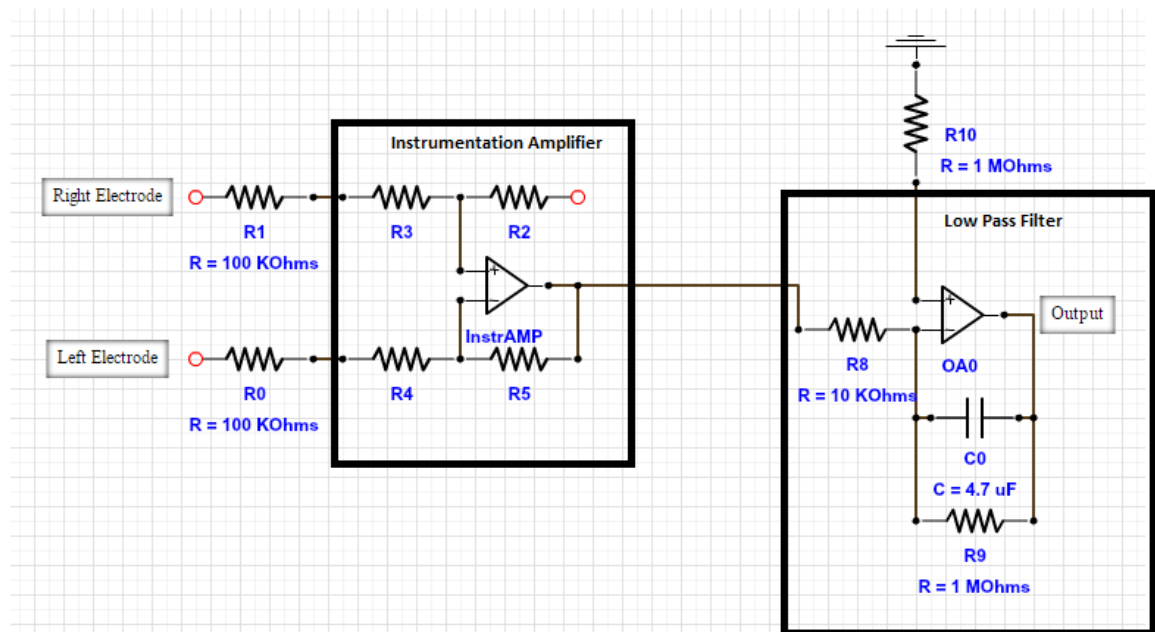 R10
R = 1 MOhms
Instrumentation Amplifier
Right Electrode
R1
R = 100 KOhms
R3
R2
+
-
InstrAMP
Left Electrode
R0
R = 100 KOhms
R4
R5
Low Pass Filter
+
-
Output
OA0
R8
R = 10 KOhms
C0
C = 4.7 uF
R9
R = 1 MOhms